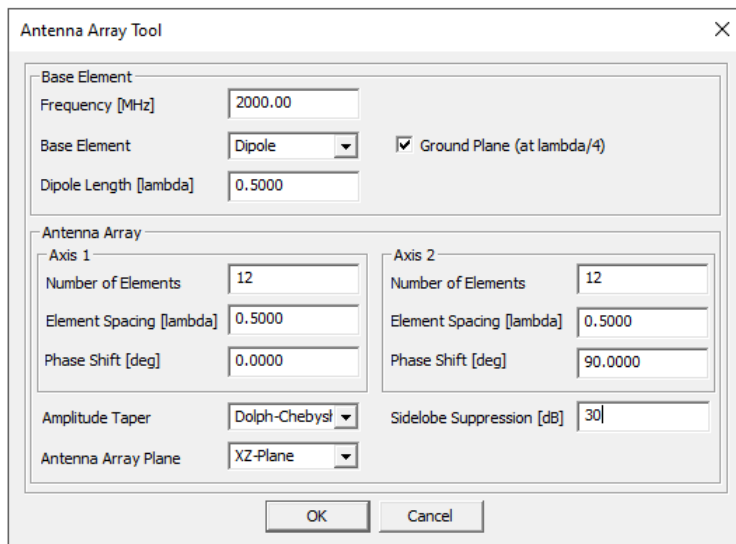 Antenna Array Tool
Base Element
Frequency [MHz] 2000.00
Base Element Dipole Ground Plane (at lambda/4)
Dipole Length [lambda] 0.5000
Antenna Array
Axis 1
Number of Elements 12
Element Spacing [lambda] 0.5000
Phase Shift [deg] 0.0000
Axis 2
Number of Elements 12
Element Spacing [lambda] 0.5000
Phase Shift [deg] 90.0000
Amplitude Taper Dolph-Chebysh Sidelobe Suppression [dB] 30
Antenna Array Plane XZ-Plane
OK Cancel